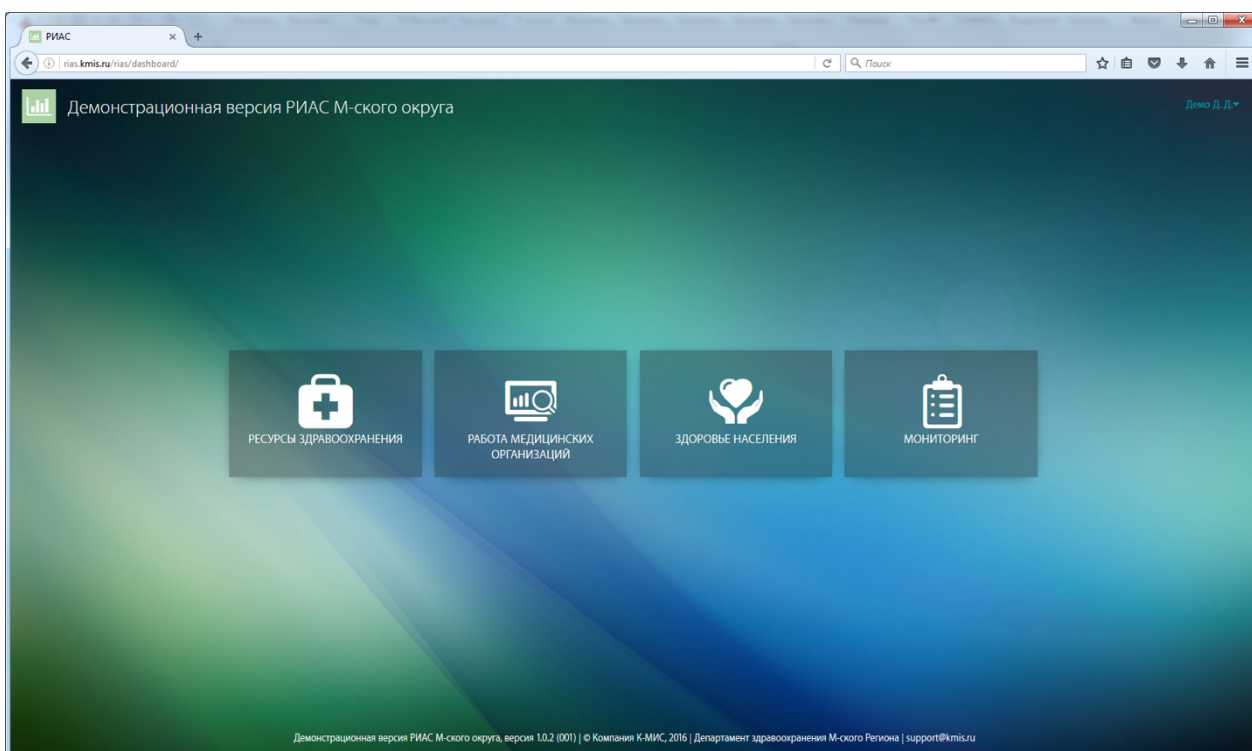 РИАС
rias.kmis.ru/rias/dashboard/
Поиск
Демонстрационная версия РИАС М-ского округа
Демо Д. Д.
РЕСУРСЫ ЗДРАВООХРАНЕНИЯ
РАБОТА МЕДИЦИНСКИХ
ОРГАНИЗАЦИЙ
ЗДОРОВЬЕ НАСЕЛЕНИЯ
МОНИТОРИНГ
Демонстрационная версия РИАС М-ского округа, версия 1.0.2 (001) | © Компания К-МИС, 2016 | Департамент здравоохранения М-ского Региона | support@kmis.ru